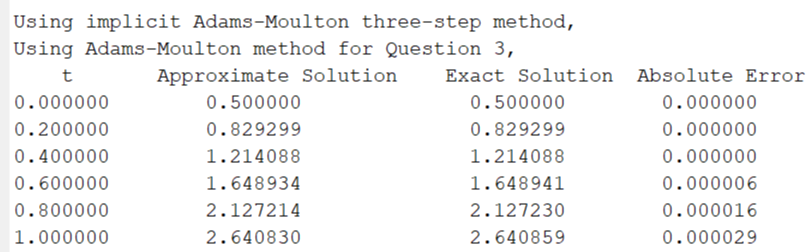 Using implicit Adams-Moulton three-step method,
Using Adams-Moulton method for Question 3,
t Approximate Solution Exact Solution Absolute Error
0.000000 0.500000 0.500000 0.000000
0.200000 0.829299 0.829299 0.000000
0.400000 1.214088 1.214088 0.000000
0.600000 1.648934 1.648941 0.000006
0.800000 2.127214 2.127230 0.000016
1.000000 2.640830 2.640859 0.000029